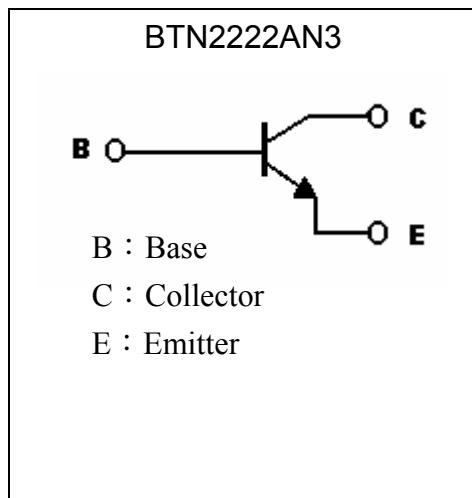 BTN2222AN3
C
B
E
B：Base
C：Collector
E：Emitter